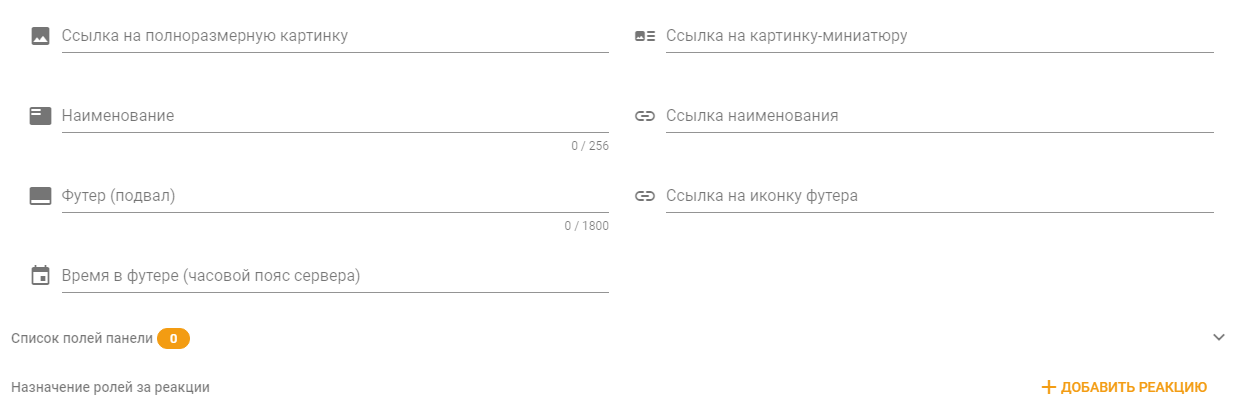 Ссылка на полноразмерную картинку
Ссылка на картинку-миниатюру
Наименование
Ссылка наименования
0 / 256
Футер (подвал)
Ссылка на иконку футера
0 / 1800
Время в футере (часовой пояс сервера)
Список полей панели 0
Назначение ролей за реакции
ДОБАВИТЬ РЕАКЦИЮ